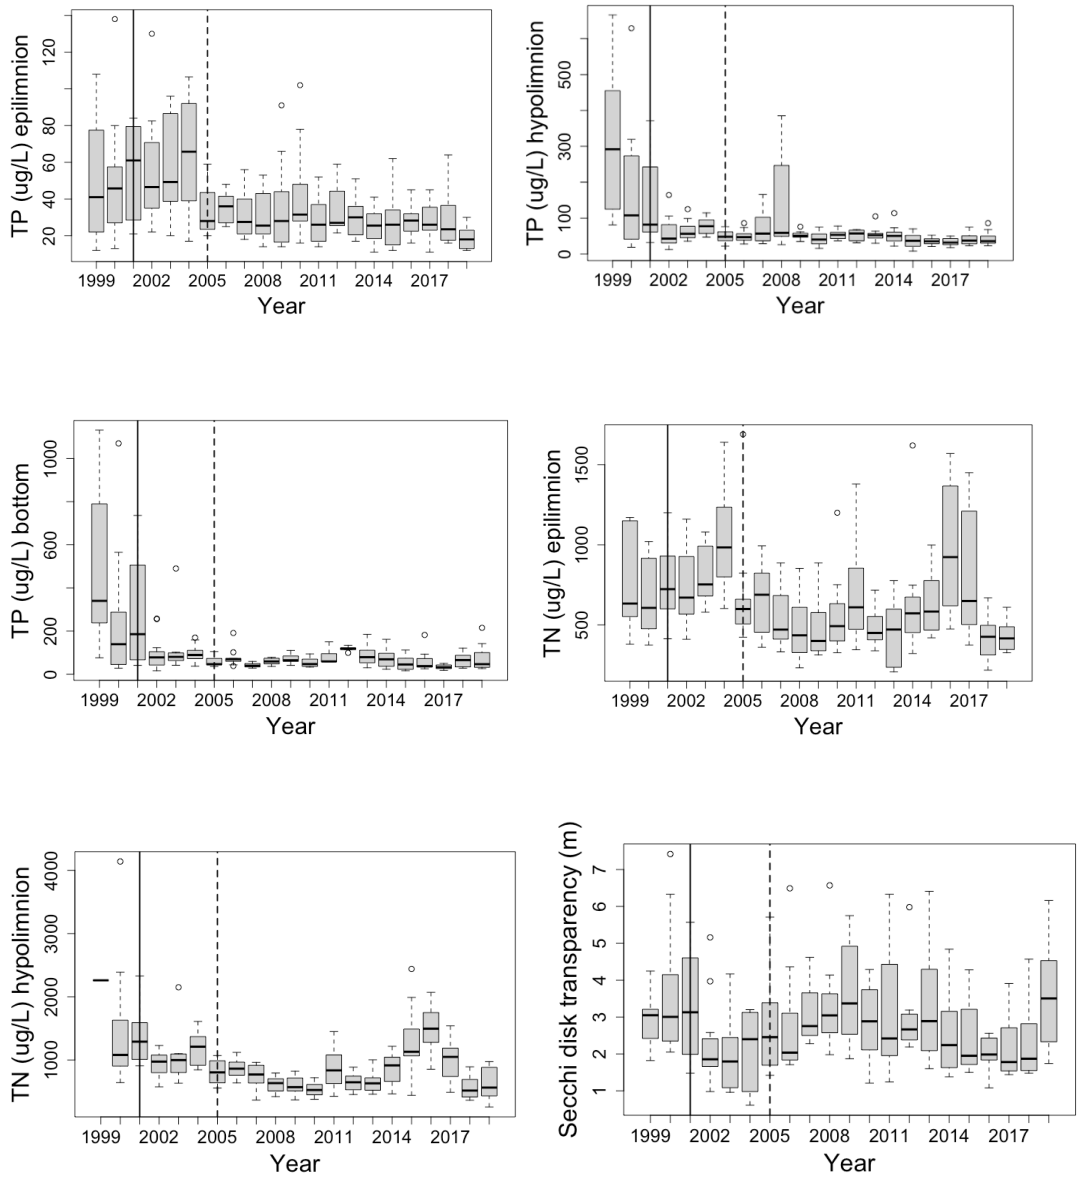 TP (ug/L) epilimnion
120
80
60
40
20
1999 2002 2005 2008 2011 2014 2017
Year
TP (ug/L) hypolimnion
500
300
100
0
1999 2002 2005 2008 2011 2014 2017
Year
TP (ug/L) bottom
1000
600
200
0
1999 2002 2005 2008 2011 2014 2017
Year
TN (ug/L) epilimnion
1500
1000
500
1999 2002 2005 2008 2011 2014 2017
Year
TN (ug/L) hypolimnion
4000
3000
2000
1000
1999 2002 2005 2008 2011 2014 2017
Year
Secchi disk transparency (m)
7
6
5
4
3
2
1
1999 2002 2005 2008 2011 2014 2017
Year